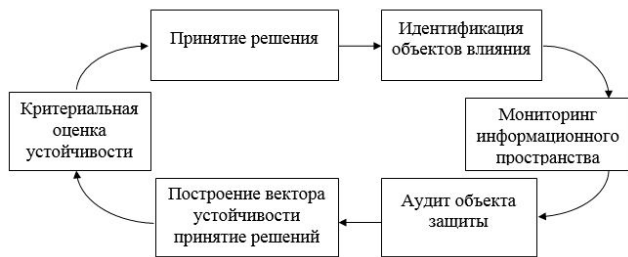 Принятие решения
Идентификация
объектов влияния
Мониторинг
информационного
пространства
Аудит объекта
защиты
Построение вектора
устойчивости
принятие решений
Критериальная
оценка
устойчивости